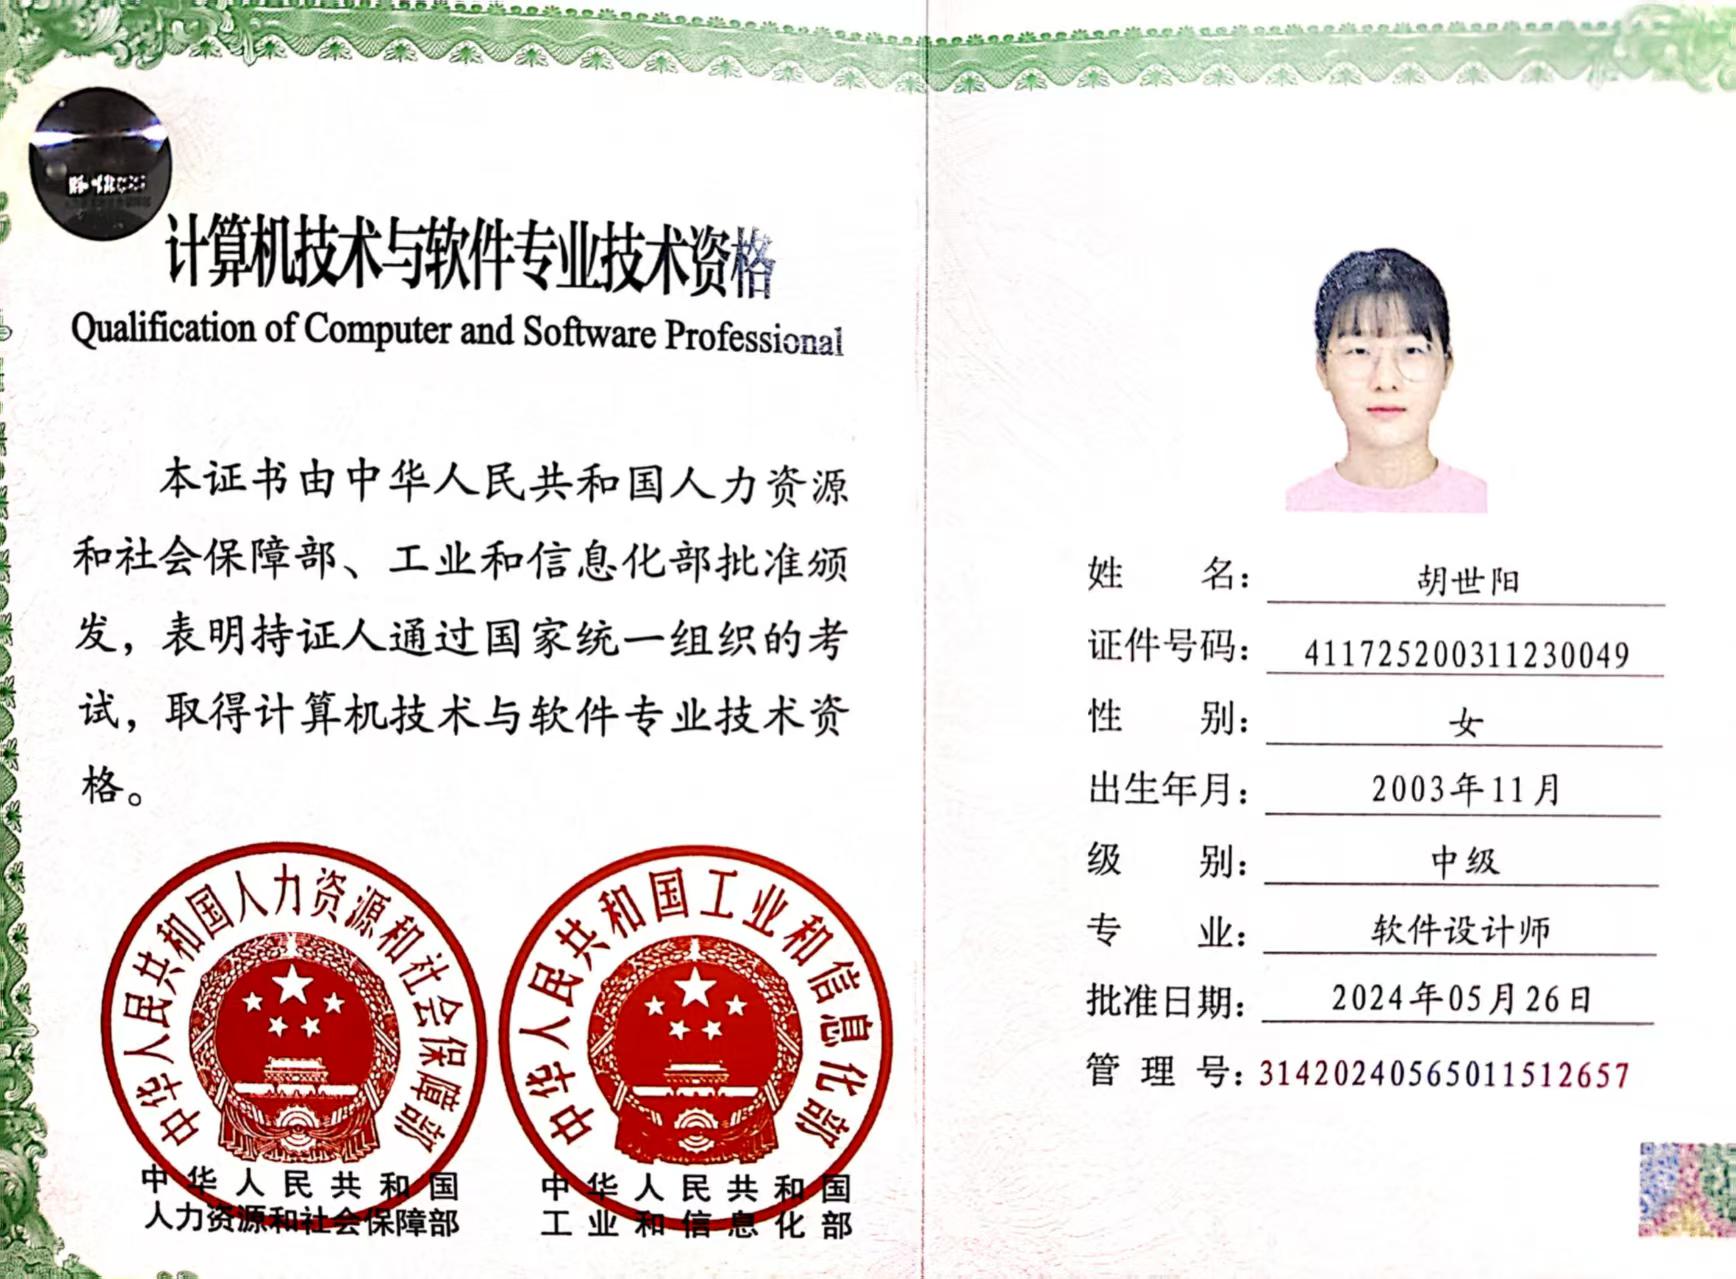 计算机技术与软件专业技术资格
Qualification of Computer and Software Professional
本证书由中华人民共和国人力资源
和社会保障部、工业和信息化部批准颁
发，表明持证人通过国家统一组织的考
试，取得计算机技术与软件专业技术资
格。
中华人民共和国人力资源和社会保障部
中华人民共和国工业和信息化部
中华人民共和国
人力资源和社会保障部
中华人民共和国
工业和信息化部
姓名：胡世阳
证件号码：411725200311230049
性别：女
出生年月：2003年11月
级别：中级
专业：软件设计师
批准日期：2024年05月26日
管理号：31420240565011512657